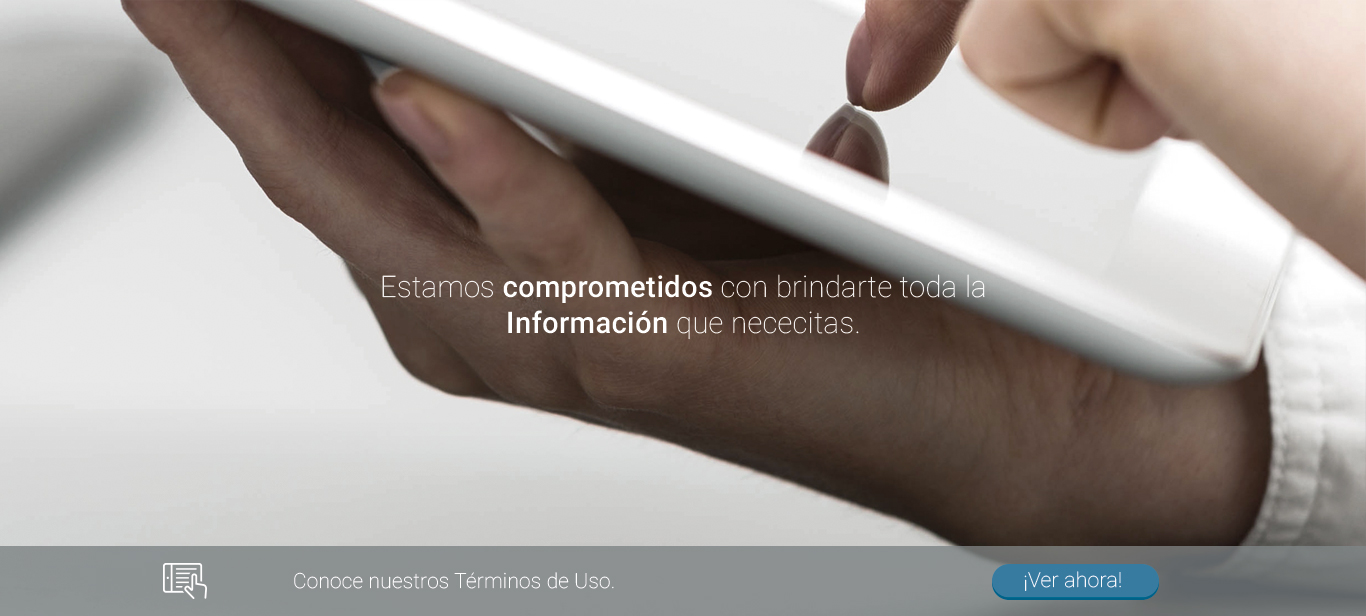 Estamos comprometidos con brindarte toda la
Información que nececitas.
Conoce nuestros Términos de Uso.
¡Ver ahora!